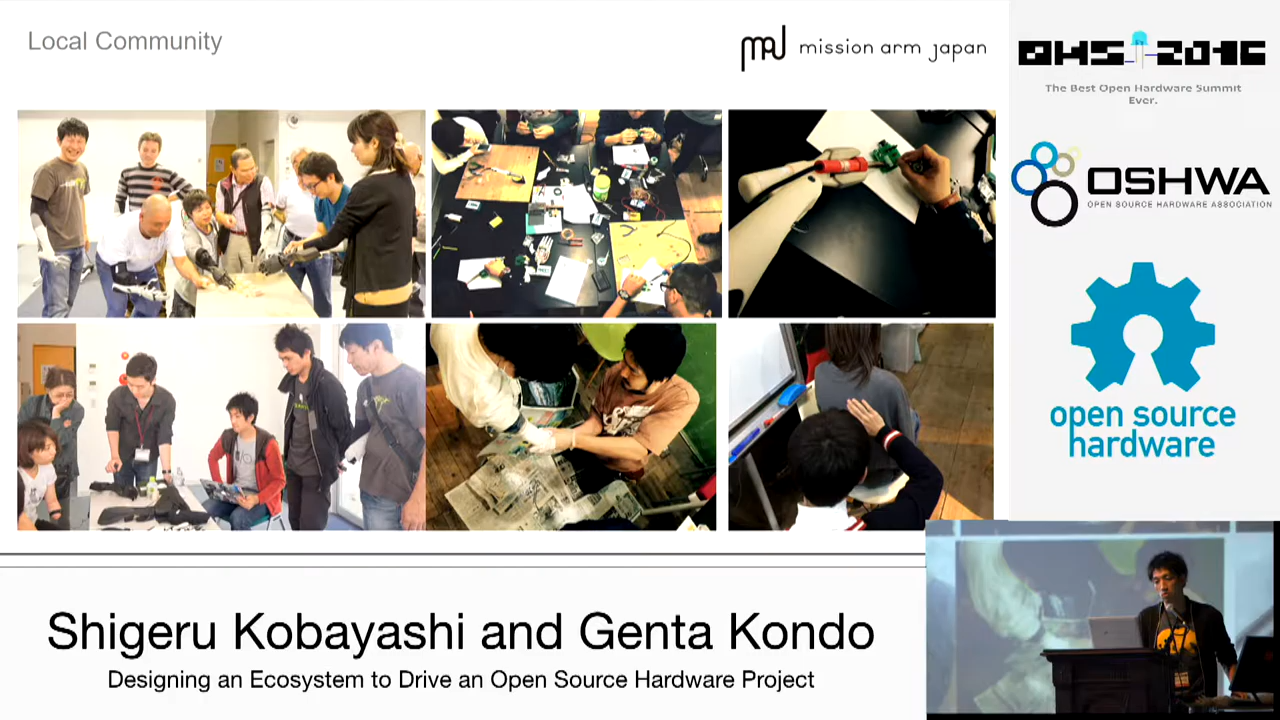 Local Community
maJ mission arm japan
OHS 2016
The Best Open Hardware Summit
Ever.
OSHWA
OPEN SOURCE HARDWARE ASSOCIATION
open source
hardware
Shigeru Kobayashi and Genta Kondo
Designing an Ecosystem to Drive an Open Source Hardware Project